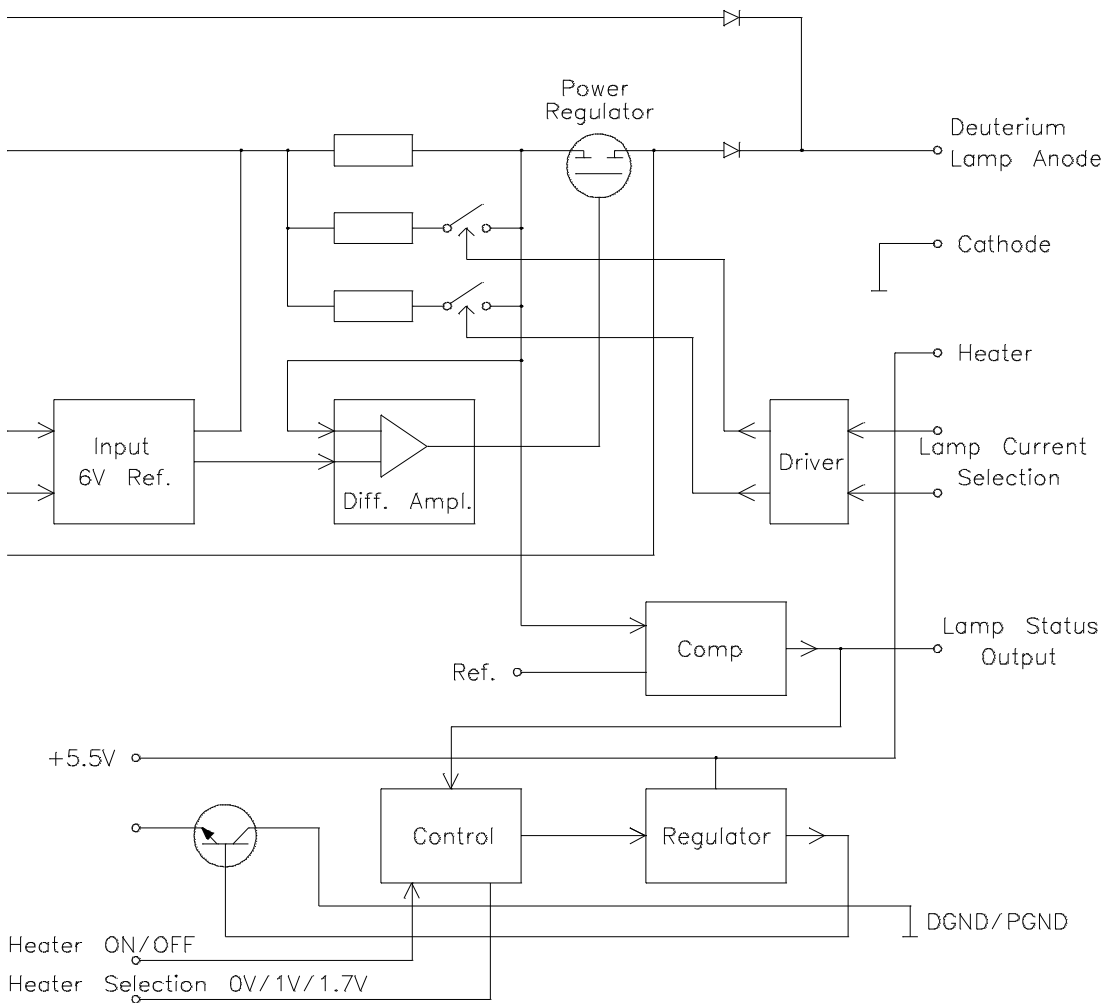 Power
Regulator
Deuterium
Lamp Anode
Cathode
Heater
Input
6V Ref.
Diff. Ampl.
Driver
Lamp Current
Selection
Comp
Ref.
Lamp Status
Output
+5.5V
Control
Regulator
DGND/PGND
Heater ON/OFF
Heater Selection 0V/1V/1.7V